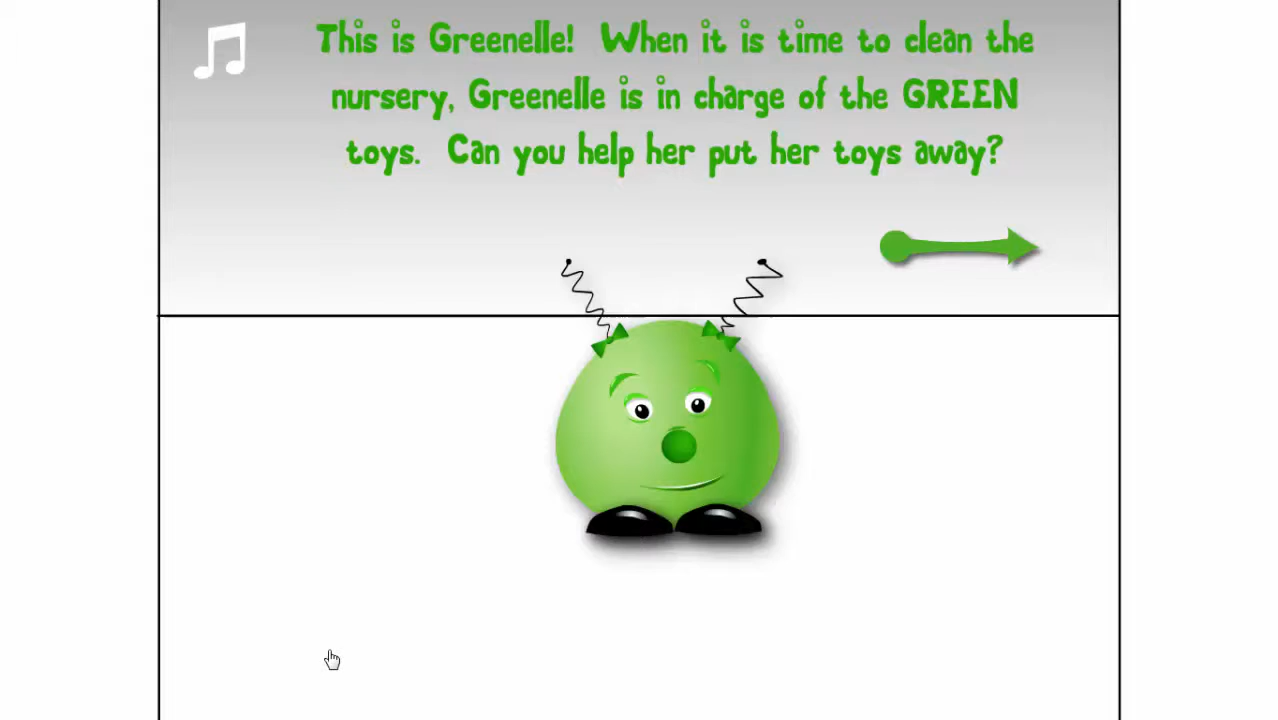 This is Greenelle! When it is time to clean the
nursery, Greenelle is in charge of the GREEN
toys. Can you help her put her toys away?